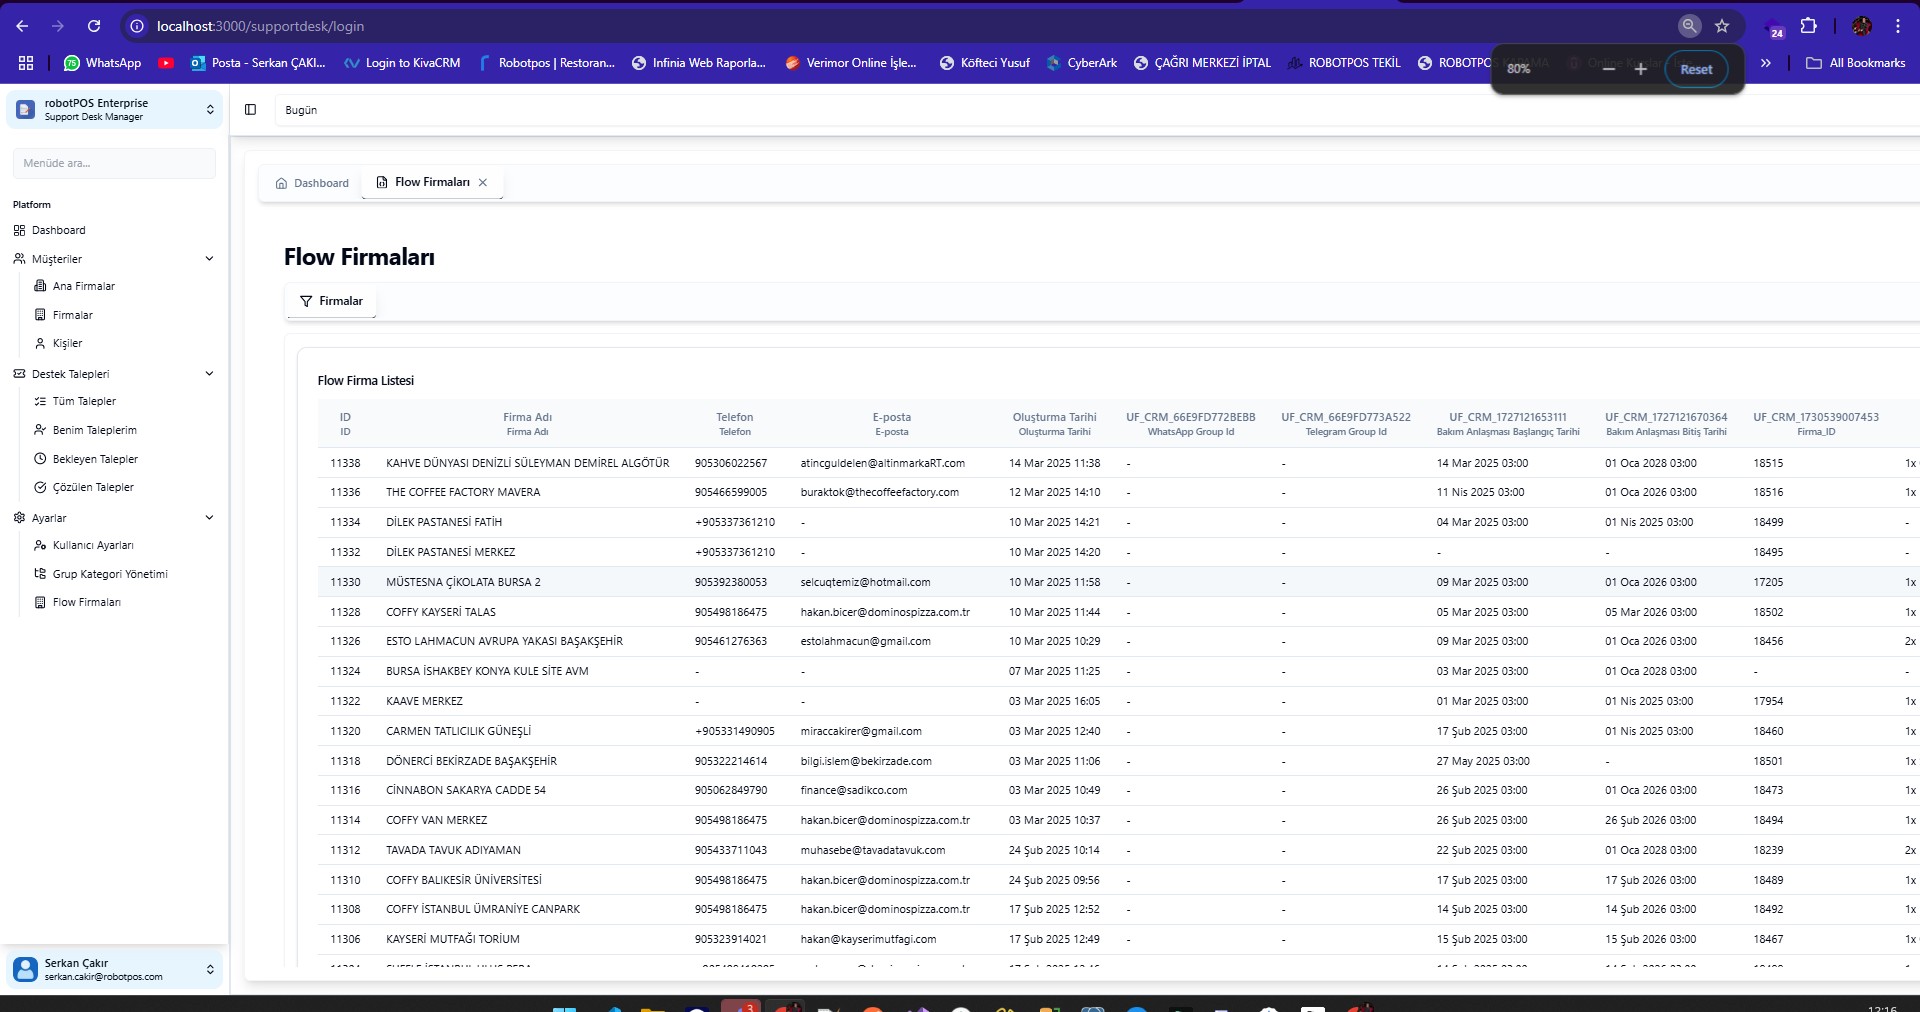 localhost:3000/supportdesk/login
24
WhatsApp
Posta - Serkan ÇAKI...
Login to KivaCRM
Robotpos | Restoran...
Infinia Web Raporla...
Verimor Online İşle...
Köfteci Yusuf
CyberArk
ÇAĞRI MERKEZİ İPTAL
ROBOTPOS TEKİL
All Bookmarks
80%
Reset
robotPOS Enterprise
Support Desk Manager
Bugün
Menüde ara...
Platform
Dashboard
Müşteriler
Ana Firmalar
Firmalar
Kişiler
Destek Talepleri
Tüm Talepler
Benim Taleplerim
Bekleyen Talepler
Çözülen Talepler
Ayarlar
Kullanıcı Ayarları
Grup Kategori Yönetimi
Flow Firmaları
Serkan Çakır
serkan.cakir@robotpos.com
Dashboard
Flow Firmaları
Flow Firmaları
Firmalar
Flow Firma Listesi
ID Firma Adı Telefon E-posta Oluşturma Tarihi UF_CRM_66E9FD772BEBB UF_CRM_66E9FD773A522 UF_CRM_1727121653111 UF_CRM_1727121670364 UF_CRM_1730539007453
ID Firma Adı Telefon E-posta Oluşturma Tarihi WhatsApp Group Id Telegram Group Id Bakım Anlaşması Başlangıç Tarihi Bakım Anlaşması Bitiş Tarihi Firma_ID
11338 KAHVE DÜNYASI DENİZLİ SÜLEYMAN DEMİREL ALGÖTÜR 905306022567 atincguldelen@altinmarkaRT.com 14 Mar 2025 11:38 - - 14 Mar 2025 03:00 01 Oca 2028 03:00 18515 1x
11336 THE COFFEE FACTORY MAVERA 905466599005 buraktok@thecoffeefactory.com 12 Mar 2025 14:10 - - 11 Nis 2025 03:00 01 Oca 2026 03:00 18516 1x
11334 DİLEK PASTANESİ FATİH +905337361210 - 10 Mar 2025 14:21 - - 04 Mar 2025 03:00 01 Nis 2025 03:00 18499 -
11332 DİLEK PASTANESİ MERKEZ +905337361210 - 10 Mar 2025 14:20 - - - - 18495 -
11330 MÜSTESNA ÇİKOLATA BURSA 2 905392380053 selcuqtemiz@hotmail.com 10 Mar 2025 11:58 - - 09 Mar 2025 03:00 01 Oca 2026 03:00 17205 1x
11328 COFFY KAYSERİ TALAS 905498186475 hakan.bicer@dominospizza.com.tr 10 Mar 2025 11:44 - - 05 Mar 2025 03:00 05 Mar 2026 03:00 18502 1x
11326 ESTO LAHMACUN AVRUPA YAKASI BAŞAKŞEHİR 905461276363 estolahmacun@gmail.com 10 Mar 2025 10:29 - - 09 Mar 2025 03:00 01 Oca 2026 03:00 18456 2x
11324 BURSA İSHAKBEY KONYA KULE SİTE AVM - - 07 Mar 2025 11:25 - - 03 Mar 2025 03:00 01 Oca 2028 03:00 - -
11322 KAAVE MERKEZ - - 03 Mar 2025 16:05 - - 01 Mar 2025 03:00 01 Nis 2025 03:00 17954 1x
11320 CARMEN TATLICILIK GÜNEŞLİ +905331490905 miraccakirer@gmail.com 03 Mar 2025 12:40 - - 17 Şub 2025 03:00 01 Nis 2025 03:00 18460 1x
11318 DÖNERCİ BEKİRZADE BAŞAKŞEHİR 905322214614 bilgi.islem@bekirzade.com 03 Mar 2025 11:06 - - 27 May 2025 03:00 - 18501 1x
11316 CİNNABON SAKARYA CADDE 54 905062849790 finance@sadikco.com 03 Mar 2025 10:49 - - 26 Şub 2025 03:00 01 Oca 2026 03:00 18473 1x
11314 COFFY VAN MERKEZ 905498186475 hakan.bicer@dominospizza.com.tr 03 Mar 2025 10:37 - - 26 Şub 2025 03:00 26 Şub 2026 03:00 18494 1x
11312 TAVADA TAVUK ADIYAMAN 905433711043 muhasebe@tavadatavuk.com 24 Şub 2025 10:14 - - 22 Şub 2025 03:00 01 Oca 2028 03:00 18239 2x
11310 COFFY BALIKESİR ÜNİVERSİTESİ 905498186475 hakan.bicer@dominospizza.com.tr 24 Şub 2025 09:56 - - 17 Şub 2025 03:00 17 Şub 2026 03:00 18489 1x
11308 COFFY İSTANBUL ÜMRANİYE CANPARK 905498186475 hakan.bicer@dominospizza.com.tr 17 Şub 2025 12:52 - - 14 Şub 2025 03:00 14 Şub 2026 03:00 18492 1x
11306 KAYSERİ MUTFAĞI TORİUM 905323914021 hakan@kayserimutfagi.com 17 Şub 2025 12:49 - - 15 Şub 2025 03:00 15 Şub 2026 03:00 18467 1x